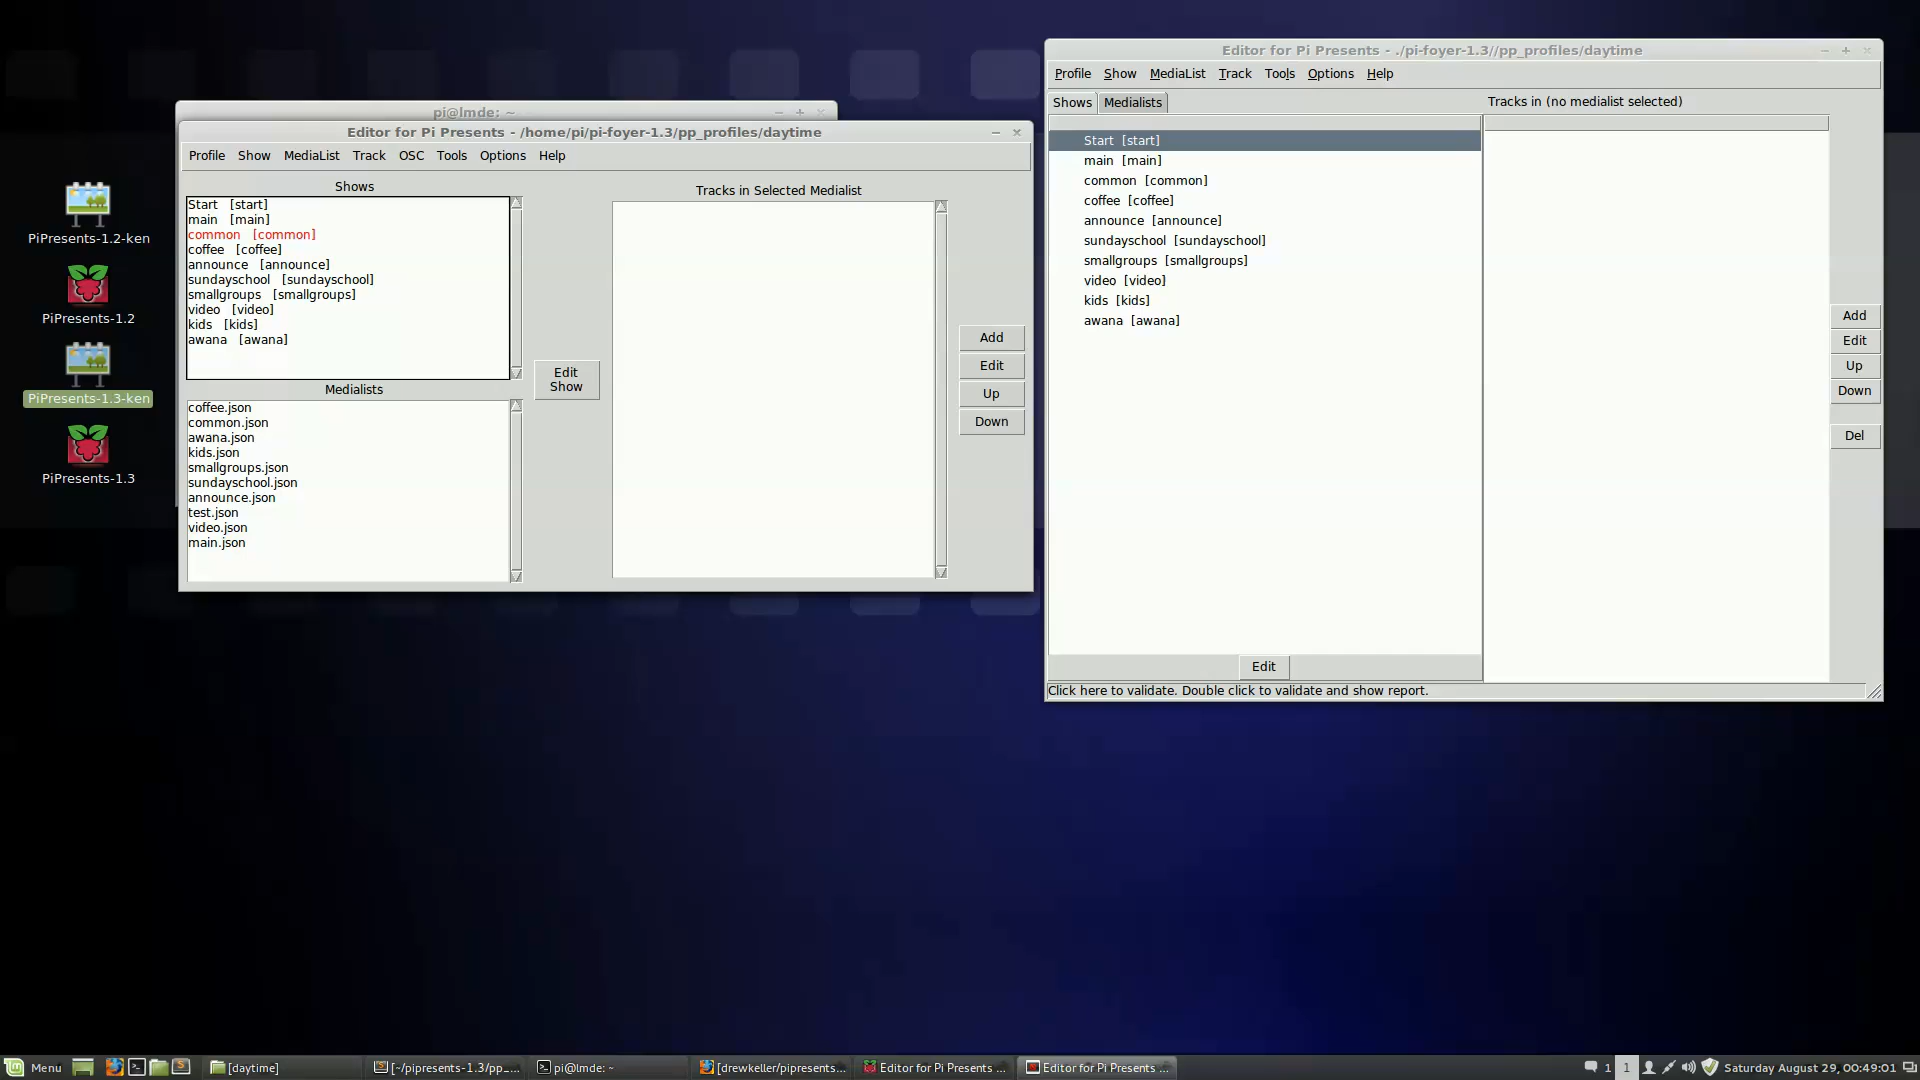 PiPresents-1.2-ken
PiPresents-1.2
PiPresents-1.3-ken
PiPresents-1.3
pi@lmde: ~
Editor for Pi Presents - /home/pi/pi-foyer-1.3/pp_profiles/daytime
Profile Show MediaList Track OSC Tools Options Help
Shows
Start [start]
main [main]
common [common]
coffee [coffee]
announce [announce]
sundayschool [sundayschool]
smallgroups [smallgroups]
video [video]
kids [kids]
awana [awana]
Medialists
coffee.json
common.json
awana.json
kids.json
smallgroups.json
sundayschool.json
announce.json
test.json
video.json
main.json
Edit
Show
Tracks in Selected Medialist
Add
Edit
Up
Down
Editor for Pi Presents - ./pi-foyer-1.3//pp_profiles/daytime
Profile Show MediaList Track Tools Options Help
Shows Medialists
Tracks in (no medialist selected)
Start [start]
main [main]
common [common]
coffee [coffee]
announce [announce]
sundayschool [sundayschool]
smallgroups [smallgroups]
video [video]
kids [kids]
awana [awana]
Add
Edit
Up
Down
Del
Edit
Click here to validate. Double click to validate and show report.
Menu [daytime] [~/pipresents-1.3/pp_... pi@lmde: ~ [drewkeller/pipresents... Editor for Pi Presents ... Editor for Pi Presents ... 1 1 Saturday August 29, 00:49:01